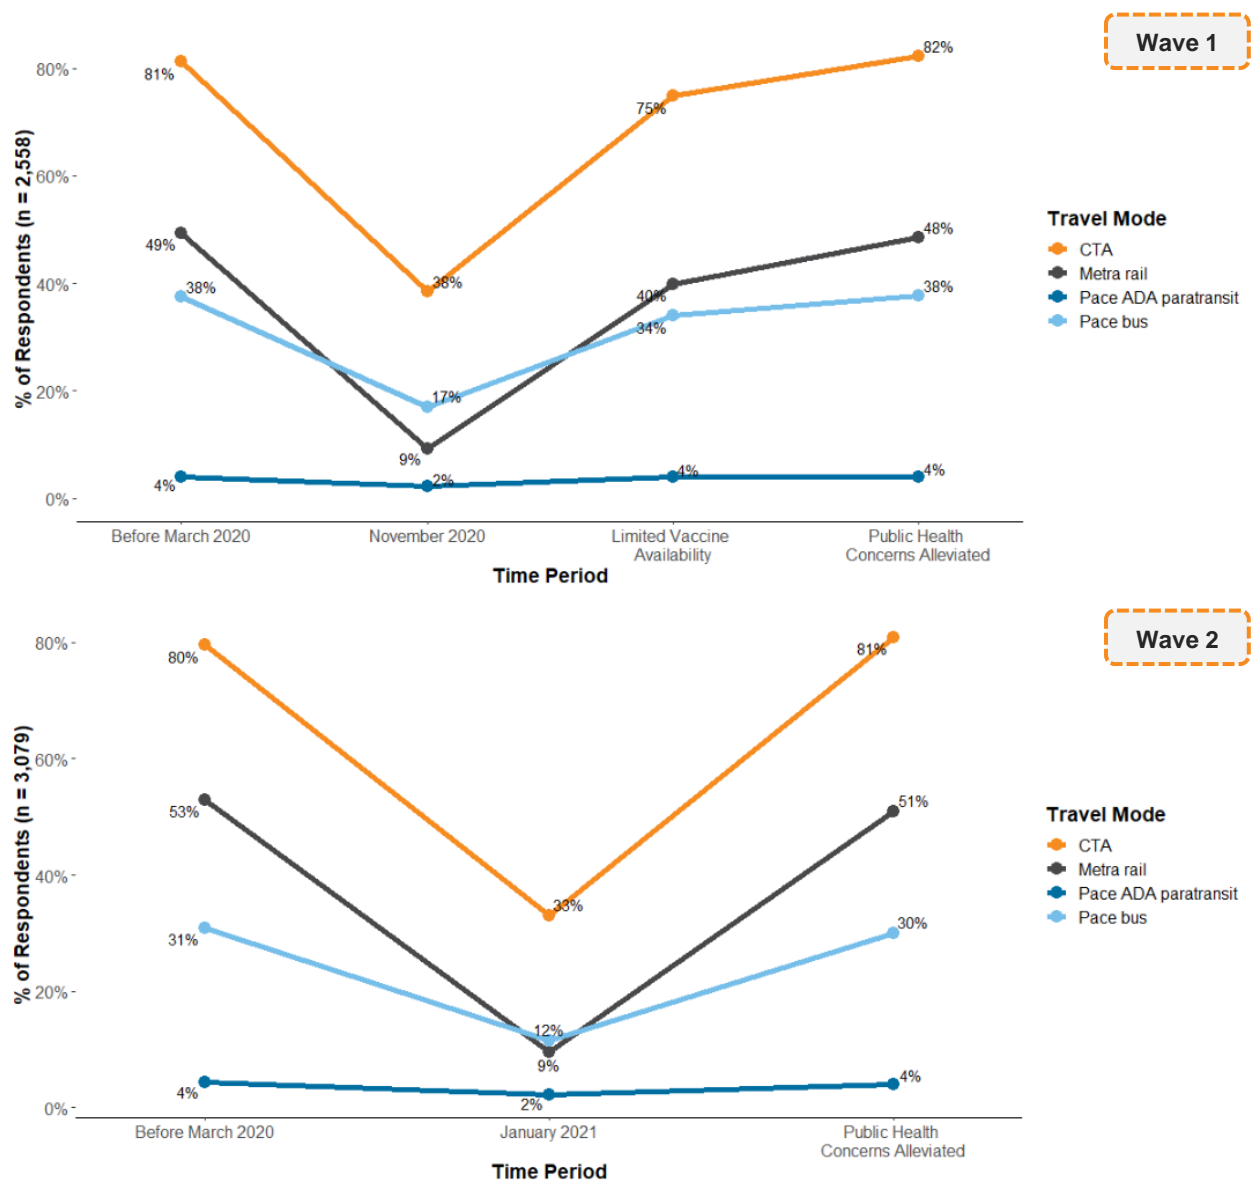 Wave 1
% of Respondents (n = 2,558)
80%
60%
40%
20%
0%
81%
38%
75%
82%
49%
9%
40%
48%
38%
17%
34%
38%
4%
2%
4%
4%
Before March 2020
November 2020
Limited Vaccine
Availability
Public Health
Concerns Alleviated
Time Period
Travel Mode
CTA
Metra rail
Pace ADA paratransit
Pace bus
Wave 2
% of Respondents (n = 3,079)
80%
60%
40%
20%
0%
80%
33%
81%
53%
9%
51%
31%
12%
30%
4%
2%
4%
Before March 2020
January 2021
Public Health
Concerns Alleviated
Time Period
Travel Mode
CTA
Metra rail
Pace ADA paratransit
Pace bus